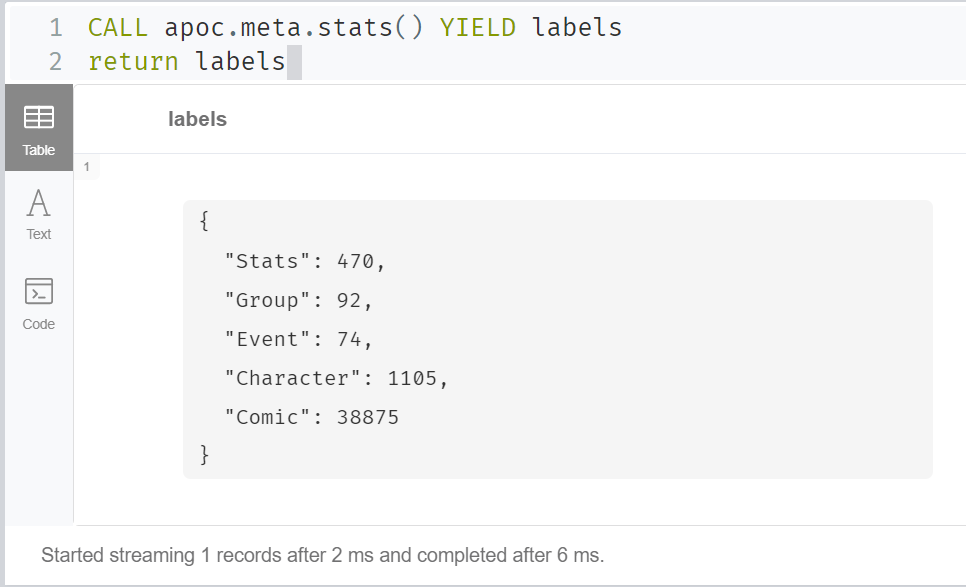 1 CALL apoc.meta.stats() YIELD labels
2 return labels
Table
Text
Code
labels
1
{
"Stats": 470,
"Group": 92,
"Event": 74,
"Character": 1105,
"Comic": 38875
}
Started streaming 1 records after 2 ms and completed after 6 ms.